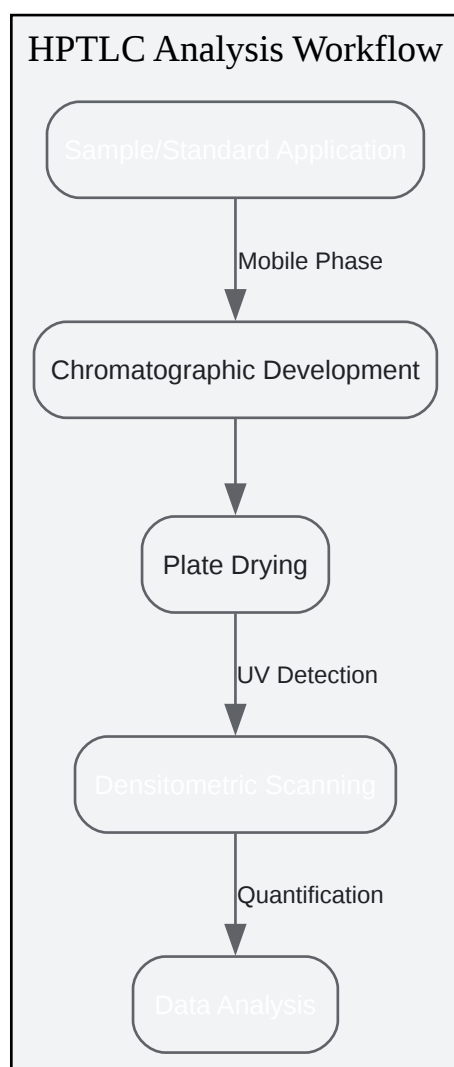 HPTLC Analysis Workflow
Sample/Standard Application
Mobile Phase
Chromatographic Development
Plate Drying
UV Detection
Densitometric Scanning
Quantification
Data Analysis